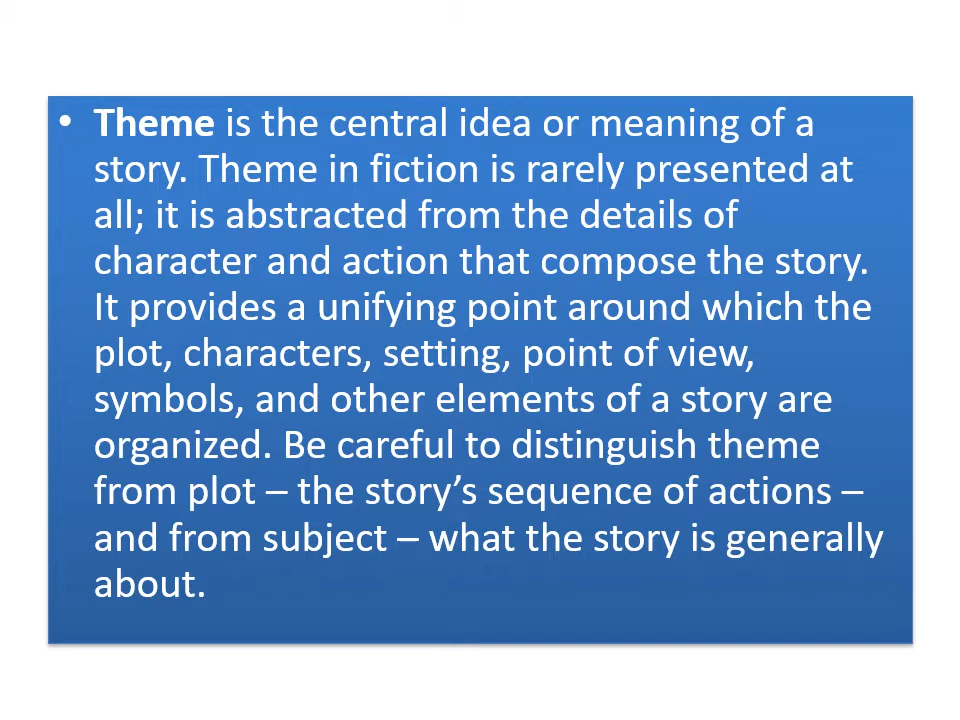 • Theme is the central idea or meaning of a
story. Theme in fiction is rarely presented at
all; it is abstracted from the details of
character and action that compose the story.
It provides a unifying point around which the
plot, characters, setting, point of view,
symbols, and other elements of a story are
organized. Be careful to distinguish theme
from plot – the story’s sequence of actions –
and from subject – what the story is generally
about.